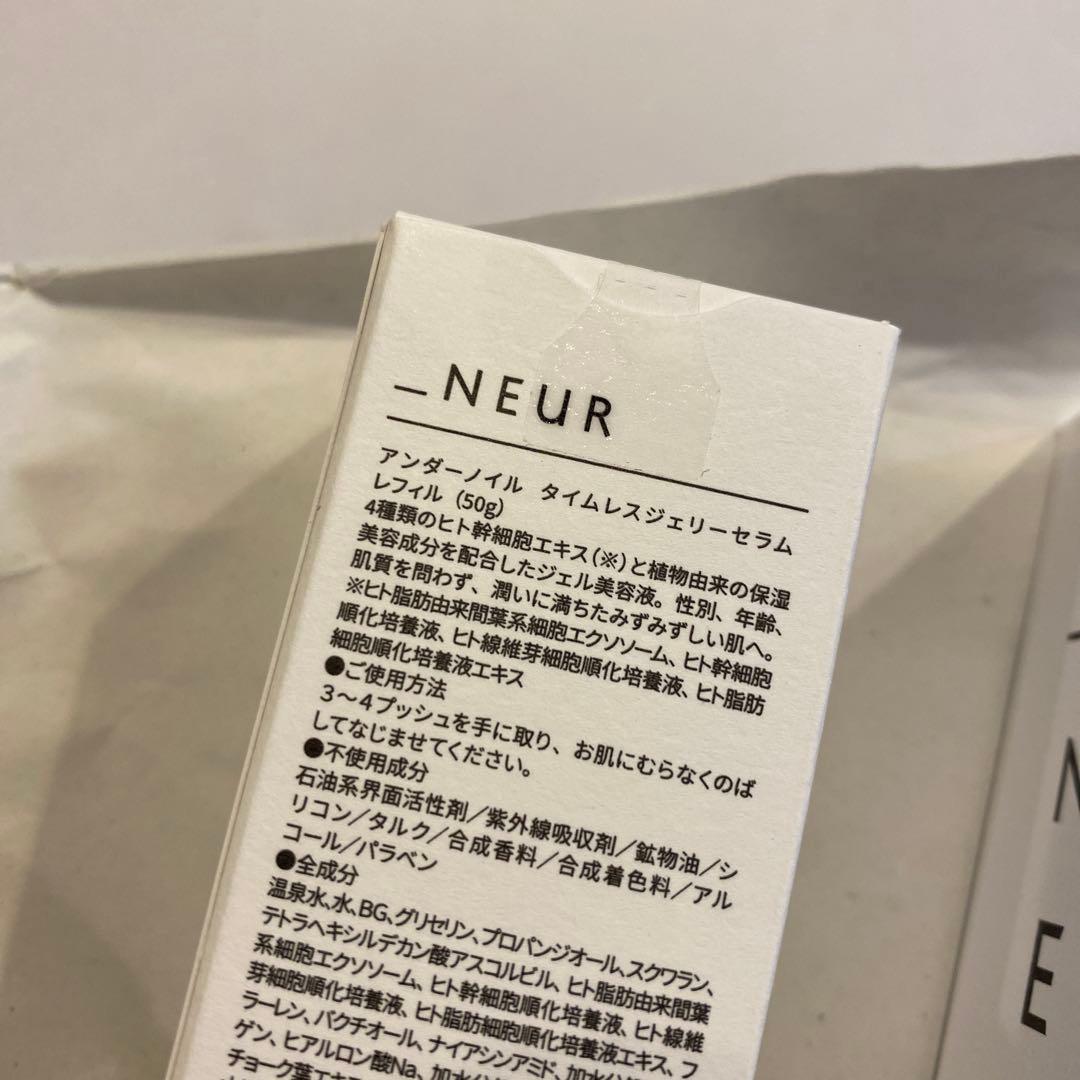 _NEUR
アンダーノイル タイムレスジェリーセラム
レフィル（50g）
4種類のヒト幹細胞エキス（※）と植物由来の保湿
美容成分を配合したジェル美容液。性別、年齢、
肌質を問わず、潤いに満ちたみずみずしい肌へ。
※ヒト脂肪由来間葉系細胞エクソソーム、ヒト幹細胞
順化培養液、ヒト線維芽細胞順化培養液、ヒト脂肪
細胞順化培養液エキス
●ご使用方法
３～４プッシュを手に取り、お肌にむらなくのば
してなじませてください。
●不使用成分
石油系界面活性剤／紫外線吸収剤／鉱物油／シ
リコン／タルク／合成香料／合成着色料／アル
コール／パラベン
●全成分
温泉水、水、BG、グリセリン、プロパンジオール、スクワラン、
テトラヘキシルデカン酸アスコルビル、ヒト脂肪由来間葉
系細胞エクソソーム、ヒト幹細胞順化培養液、ヒト線維
芽細胞順化培養液、ヒト脂肪細胞順化培養液エキス、フ
ラーレン、バクチオール、ナイアシンアミド、加水分解
ゲン、ヒアルロン酸Na、加水分
チョーク葉エキ
N
E